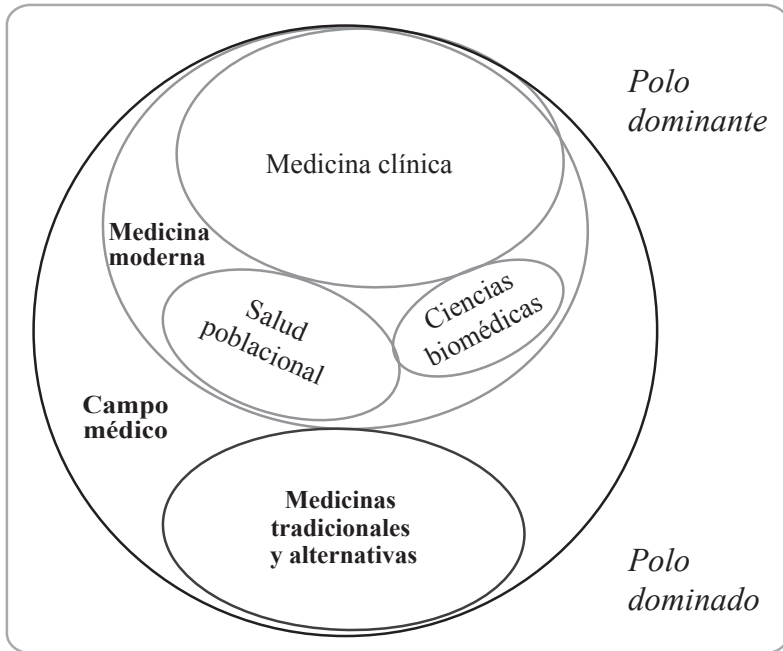 Polo
dominante
Medicina clínica
Medicina
moderna
Salud
poblacional
Ciencias
biomédicas
Campo
médico
Medicinas
tradicionales
y alternativas
Polo
dominado